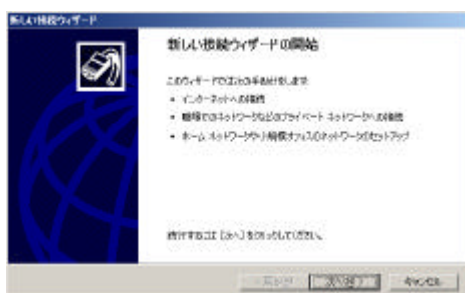 新しい接続ウィザード
新しい接続ウィザードの開始
このウィザードでは次の手伝いをします:
• インターネットへの接続
• 職場でのネットワークなどのプライベート ネットワークへの接続
• ホーム ネットワークや小規模オフィスのネットワークのセットアップ
続行するには [次へ] をクリックしてください。
< 戻る(B)
次へ(N) >
キャンセル